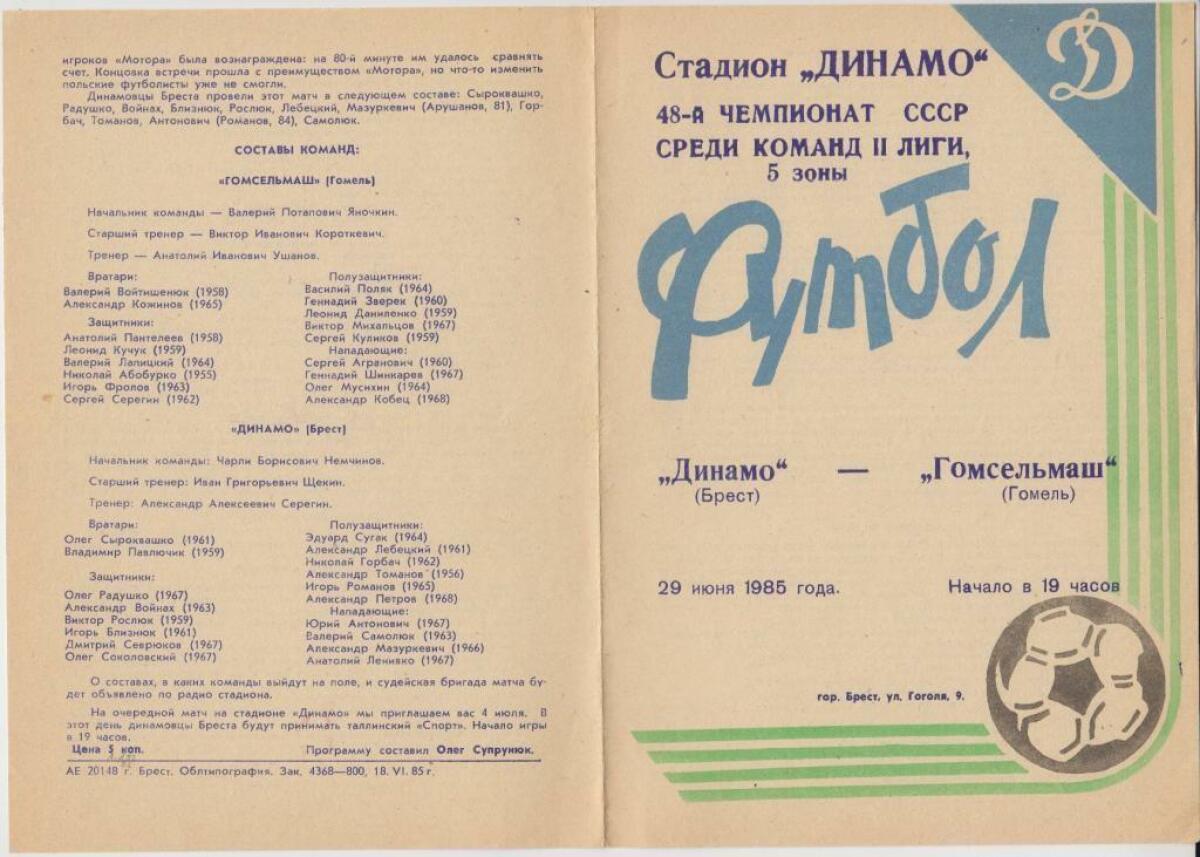 игроков «Мотора» была вознаграждена: на 80-й минуте им удалось сравнять
счет. Концовка встречи прошла с преимуществом «Мотора», но что-то изменить
польские футболисты уже не смогли.
Динамовцы Бреста провели этот матч в следующем составе: Сыроквашко,
Радушко, Войнах, Близнюк, Рослюк, Лебецкий, Мазуркевич (Арушанов, 81), Гор-
бач, Томанов, Антонович (Романов, 84), Самолюк.
СОСТАВЫ КОМАНД:
«ГОМСЕЛЬМАШ» (Гомель)
Начальник команды — Валерий Потапович Яночкин.
Старший тренер — Виктор Иванович Короткевич.
Тренер — Анатолий Иванович Ушанов.
Вратари:
Валерий Войтишенюк (1958)
Александр Кожинов (1965)
Защитники:
Анатолий Пантелеев (1958)
Леонид Кучук (1959)
Валерий Лапицкий (1964)
Николай Абобурко (1955)
Игорь Фролов (1963)
Сергей Серегин (1962)
Полузащитники:
Василий Поляк (1964)
Геннадий Зверек (1960)
Леонид Даниленко (1959)
Виктор Михальцов (1967)
Сергей Куликов (1959)
Нападающие:
Сергей Агранович (1960)
Геннадий Шинкарев (1967)
Олег Мусихин (1964)
Александр Кобец (1968)
«ДИНАМО» (Брест)
Начальник команды: Чарли Борисович Немчинов.
Старший тренер: Иван Григорьевич Щекин.
Тренер: Александр Алексеевич Серегин.
Вратари:
Олег Сыроквашко (1961)
Владимир Павлючик (1959)
Защитники:
Олег Радушко (1967)
Александр Войнах (1963)
Виктор Рослюк (1959)
Игорь Близнюк (1961)
Дмитрий Севрюков (1967)
Олег Соколовский (1967)
Полузащитники:
Эдуард Сугак (1964)
Александр Лебецкий (1961)
Николай Горбач (1962)
Александр Томанов (1956)
Игорь Романов (1965)
Александр Петров (1968)
Нападающие:
Юрий Антонович (1967)
Валерий Самолюк (1963)
Александр Мазуркевич (1966)
Анатолий Ленивко (1967)
О составах, в каких команды выйдут на поле, и судейская бригада матча бу-
дет объявлено по радио стадиона.
На очередной матч на стадионе «Динамо» мы приглашаем вас 4 июля. В
этот день динамовцы Бреста будут принимать таллинский «Спорт». Начало игры
в 19 часов.
Цена 5 коп. Программу составил Олег Супрунюк.
АЕ 20148 г. Брест. Облтипография. Зак. 4368—800, 18. VI. 85 г.
Д
Стадион „ДИНАМО“
48-й ЧЕМПИОНАТ СССР
СРЕДИ КОМАНД II ЛИГИ,
5 зоны
Футбол
„Динамо“ — „Гомсельмаш“
(Брест) (Гомель)
29 июня 1985 года. Начало в 19 часов
гор. Брест, ул. Гоголя, 9.